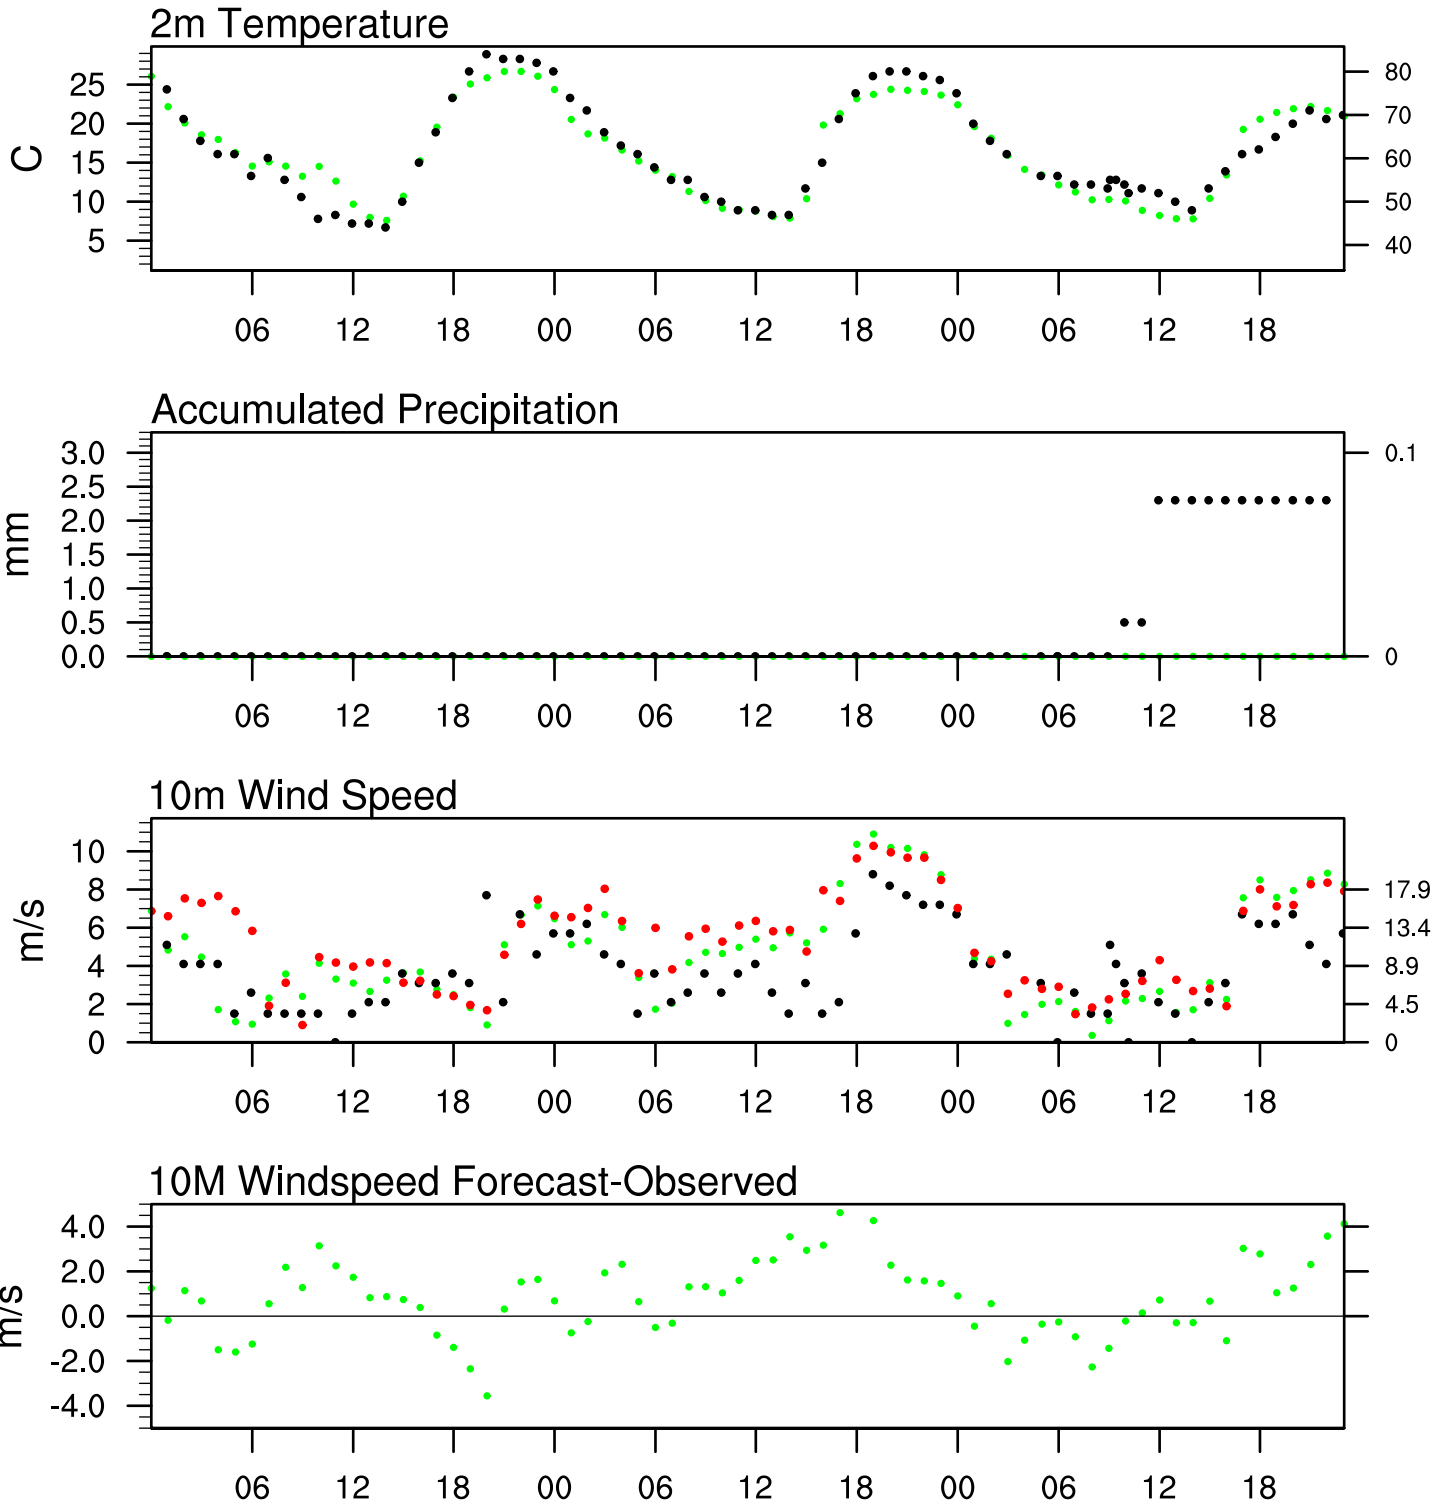 2m Temperature
C
25
20
15
10
5
80
70
60
50
40
06 12 18 00 06 12 18 00 06 12 18
Accumulated Precipitation
mm
3.0
2.5
2.0
1.5
1.0
0.5
0.0
0.1
0
06 12 18 00 06 12 18 00 06 12 18
10m Wind Speed
m/s
10
8
6
4
2
0
17.9
13.4
8.9
4.5
0
06 12 18 00 06 12 18 00 06 12 18
10M Windspeed Forecast-Observed
m/s
4.0
2.0
0.0
-2.0
-4.0
06 12 18 00 06 12 18 00 06 12 18